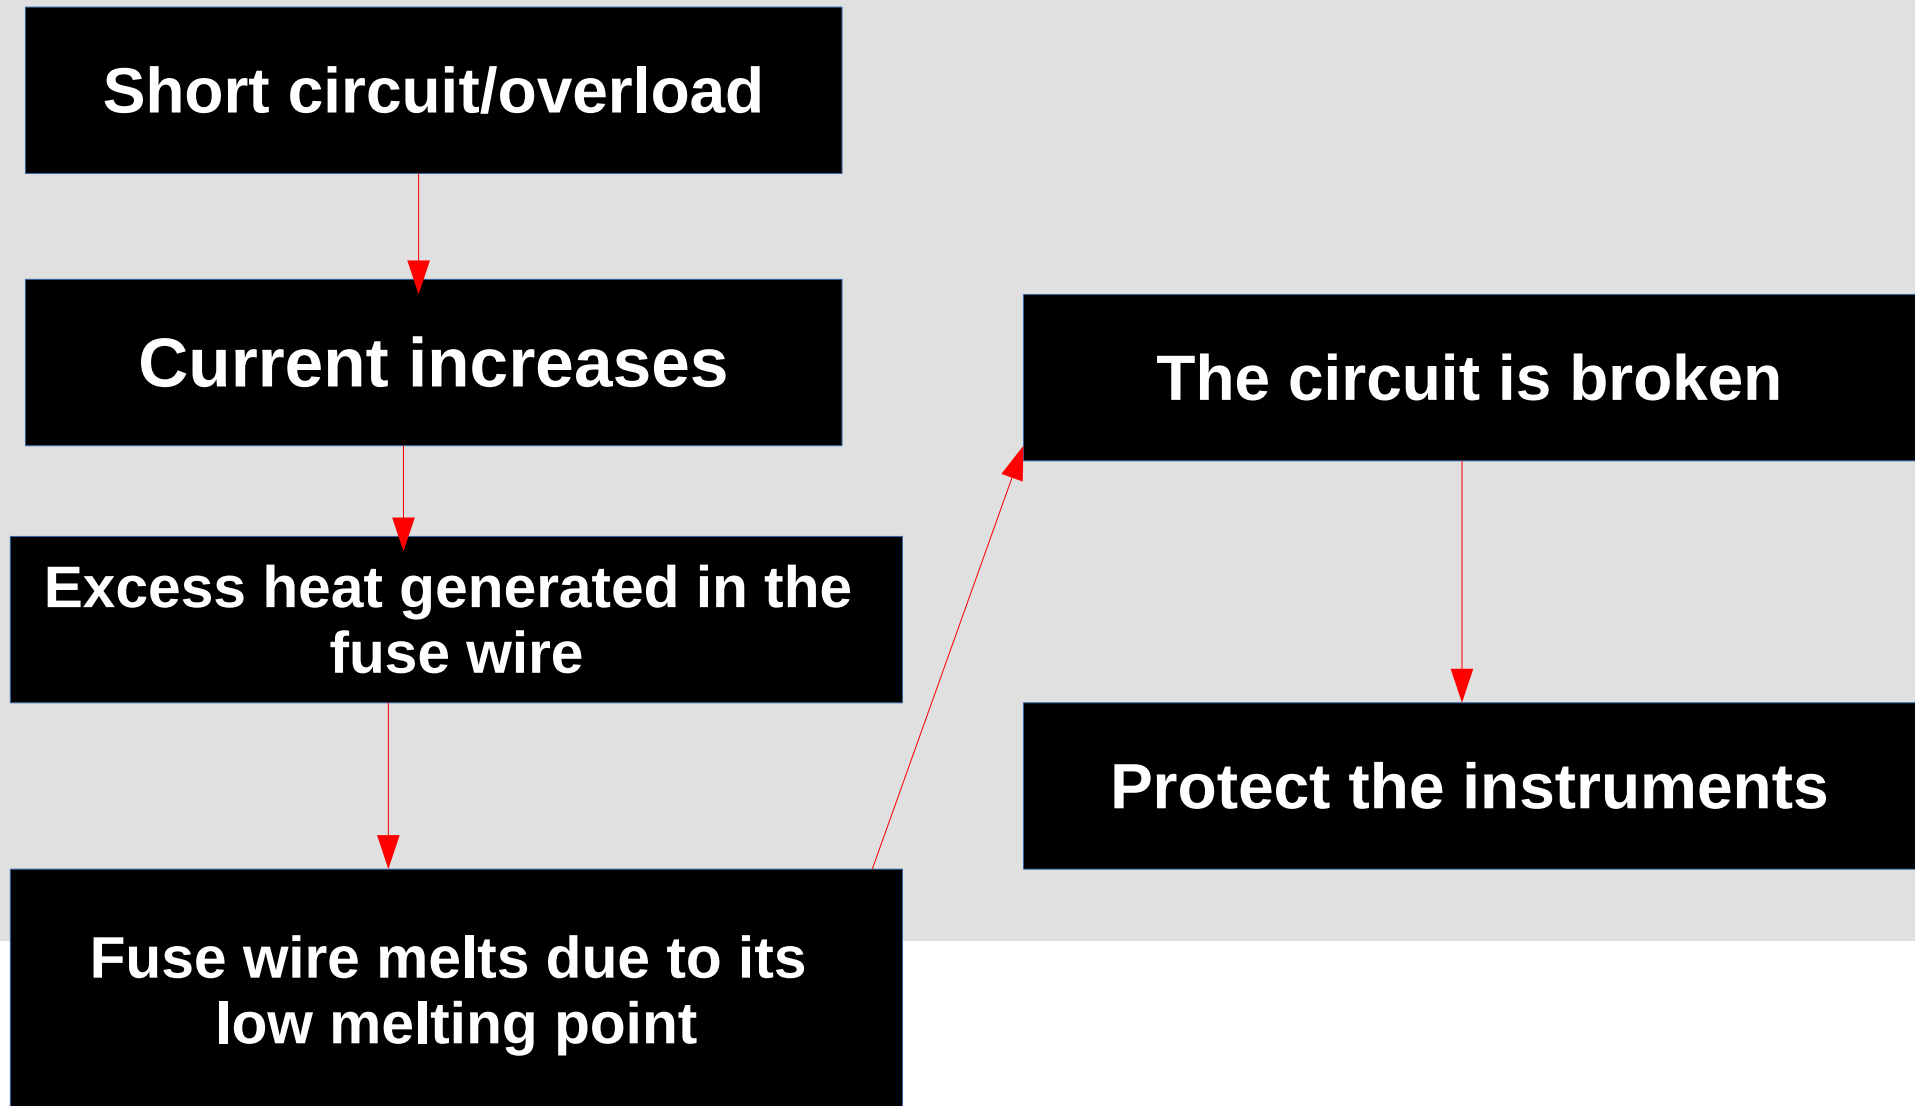 Short circuit/overload
Current increases
Excess heat generated in the
fuse wire
Fuse wire melts due to its
low melting point
The circuit is broken
Protect the instruments